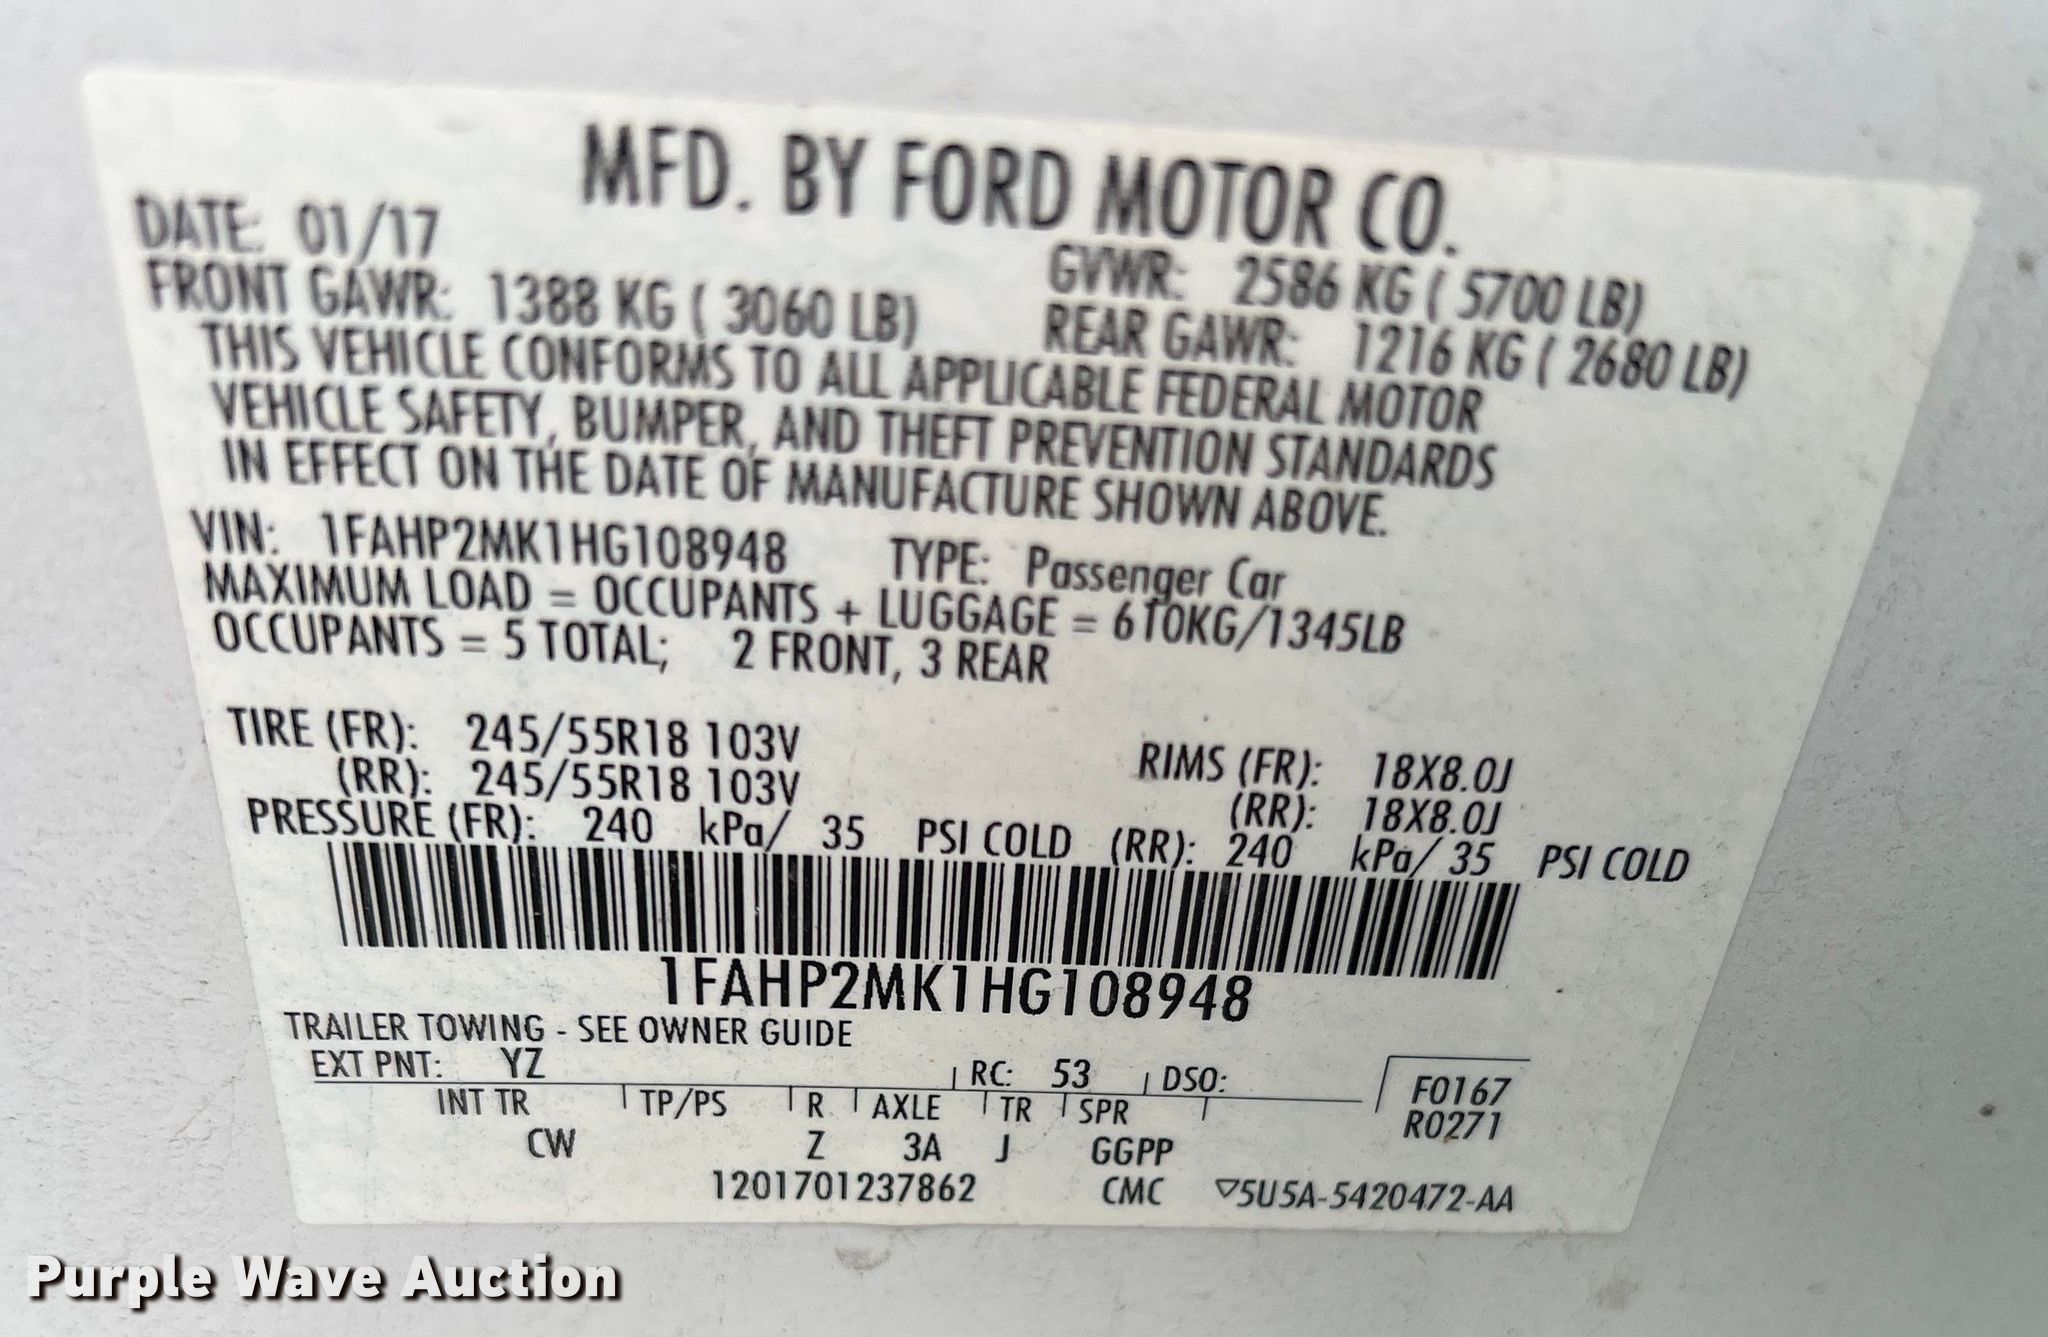 MFD. BY FORD MOTOR CO.
DATE: 01/17
GVWR: 2586 KG ( 5700 LB)
FRONT GAWR: 1388 KG ( 3060 LB)
REAR GAWR: 1216 KG ( 2680 LB)
THIS VEHICLE CONFORMS TO ALL APPLICABLE FEDERAL MOTOR
VEHICLE SAFETY, BUMPER, AND THEFT PREVENTION STANDARDS
IN EFFECT ON THE DATE OF MANUFACTURE SHOWN ABOVE.
VIN: 1FAHP2MK1HG108948 TYPE: Passenger Car
MAXIMUM LOAD = OCCUPANTS + LUGGAGE = 610KG/1345LB
OCCUPANTS = 5 TOTAL; 2 FRONT, 3 REAR
TIRE (FR): 245/55R18 103V RIMS (FR): 18X8.0J
(RR): 245/55R18 103V (RR): 18X8.0J
PRESSURE (FR): 240 kPa/ 35 PSI COLD (RR): 240 kPa/ 35 PSI COLD
1FAHP2MK1HG108948
TRAILER TOWING - SEE OWNER GUIDE
EXT PNT: YZ RC: 53 DSO: F0167
INT TR TP/PS R AXLE TR SPR R0271
CW Z 3A J GGPP
1201701237862 CMC ▽5U5A-5420472-AA
Purple Wave Auction